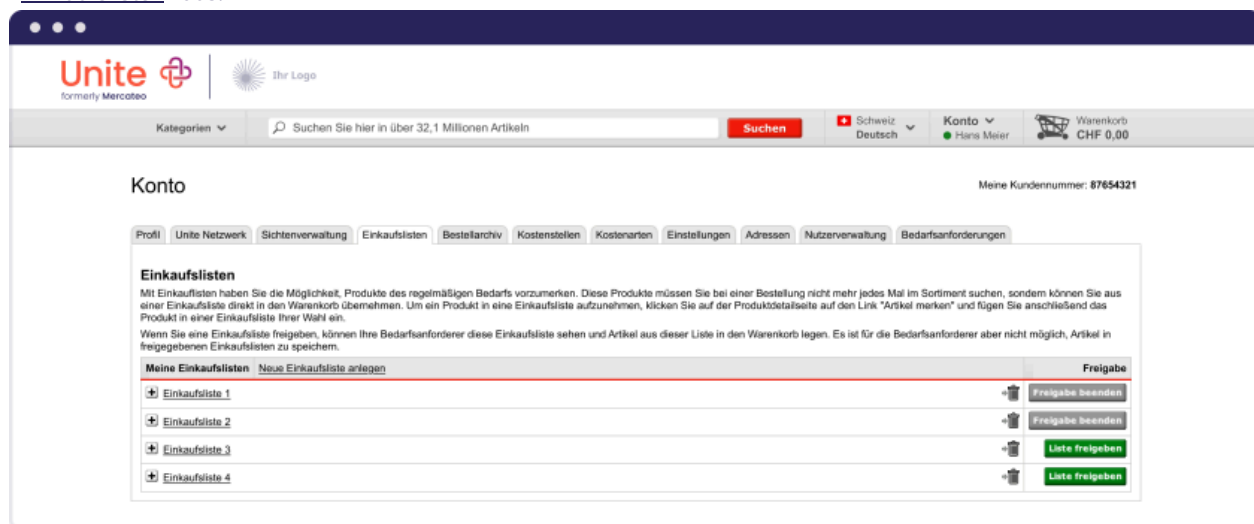 Unite
formerly Mercateo
Ihr Logo
Kategorien
Suchen Sie hier in über 32,1 Millionen Artikeln
Suchen
Schweiz
Deutsch
Konto
Hans Meier
Warenkorb
CHF 0,00
Konto
Meine Kundennummer: 87654321
Profil Unite Netzwerk Sichtenverwaltung Einkaufslisten Bestellarchiv Kostenstellen Kostenarten Einstellungen Adressen Nutzerverwaltung Bedarfsanforderungen
Einkaufslisten
Mit Einkauflisten haben Sie die Möglichkeit, Produkte des regelmäßigen Bedarfs vorzumerken. Diese Produkte müssen Sie bei einer Bestellung nicht mehr jedes Mal im Sortiment suchen, sondern können Sie aus
einer Einkaufsliste direkt in den Warenkorb übernehmen. Um ein Produkt in eine Einkaufsliste aufzunehmen, klicken Sie auf der Produktdetailseite auf den Link "Artikel merken" und fügen Sie anschließend das
Produkt in einer Einkaufsliste Ihrer Wahl ein.
Wenn Sie eine Einkaufsliste freigeben, können Ihre Bedarfsanforderer diese Einkaufsliste sehen und Artikel aus dieser Liste in den Warenkorb legen. Es ist für die Bedarfsanforderer aber nicht möglich, Artikel in
freigegebenen Einkaufslisten zu speichern.
Meine Einkaufslisten Neue Einkaufsliste anlegen Freigabe
Einkaufsliste 1 Freigabe beenden
Einkaufsliste 2 Freigabe beenden
Einkaufsliste 3 Liste freigeben
Einkaufsliste 4 Liste freigeben